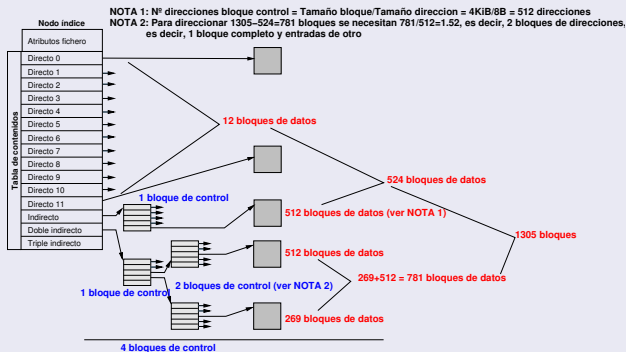 Nodo índice
NOTA 1: Nº direcciones bloque control = Tamaño bloque/Tamaño direccion = 4KiB/8B = 512 direcciones
NOTA 2: Para direccionar 1305−524=781 bloques se necesitan 781/512=1.52, es decir, 2 bloques de direcciones,
es decir, 1 bloque completo y entradas de otro
Atributos fichero
Tabla de contenidos
Directo 0
Directo 1
Directo 2
Directo 3
Directo 4
Directo 5
Directo 6
Directo 7
Directo 8
Directo 9
Directo 10
Directo 11
Indirecto
Doble indirecto
Triple indirecto
12 bloques de datos
524 bloques de datos
1 bloque de control
512 bloques de datos (ver NOTA 1)
1305 bloques
512 bloques de datos
269+512 = 781 bloques de datos
1 bloque de control
2 bloques de control (ver NOTA 2)
269 bloques de datos
4 bloques de control